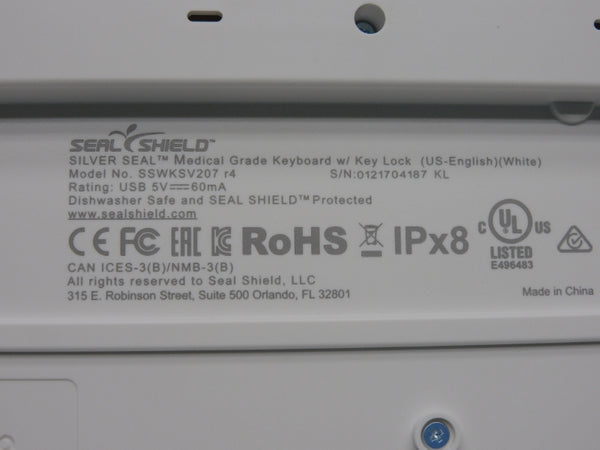 SEAL SHIELD™
SILVER SEAL™ Medical Grade Keyboard w/ Key Lock (US-English)(White)
Model No. SSWKSV207 r4 S/N:0121704187 KL
Rating: USB 5V⎓60mA
Dishwasher Safe and SEAL SHIELD™ Protected
www.sealshield.com
CE FC EAC RoHS IPx8 C UL US
LISTED
E496483
CAN ICES-3(B)/NMB-3(B)
All rights reserved to Seal Shield, LLC
315 E. Robinson Street, Suite 500 Orlando, FL 32801
Made in China